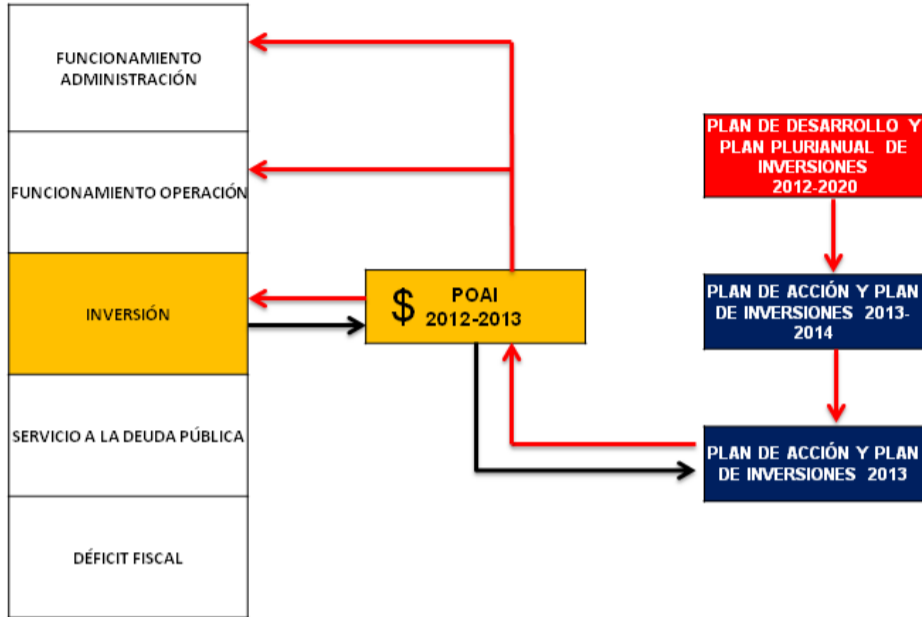 FUNCIONAMIENTO
ADMINISTRACIÓN
FUNCIONAMIENTO OPERACIÓN
INVERSIÓN
SERVICIO A LA DEUDA PÚBLICA
DÉFICIT FISCAL
$ POAI
2012-2013
PLAN DE DESARROLLO Y
PLAN PLURIANUAL DE
INVERSIONES
2012-2020
PLAN DE ACCIÓN Y PLAN
DE INVERSIONES 2013-
2014
PLAN DE ACCIÓN Y PLAN
DE INVERSIONES 2013